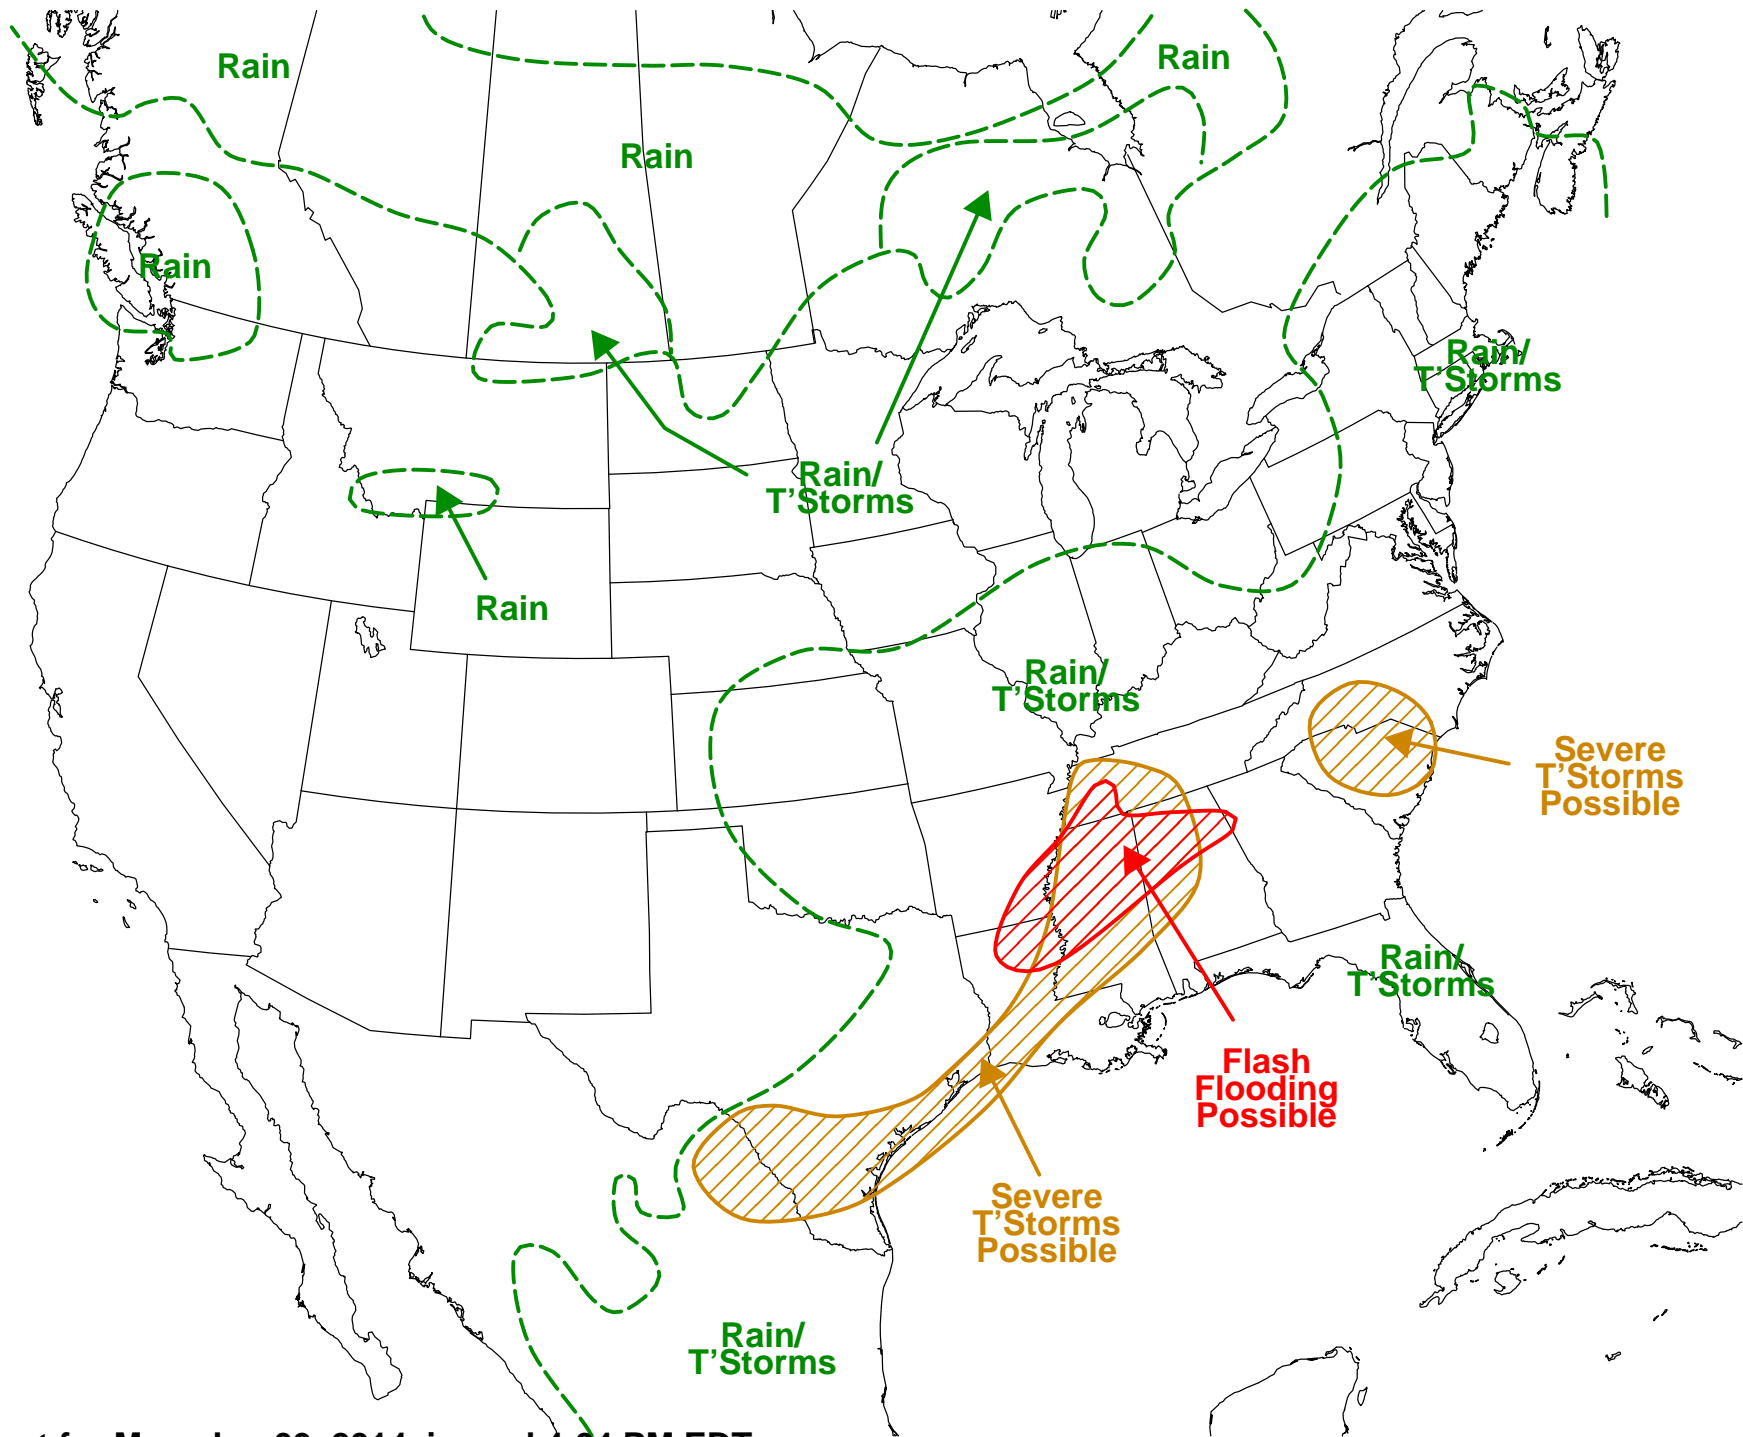 Rain
Rain
Rain
Rain
Rain/
T’Storms
Rain/
T’Storms
Rain
Rain/
T’Storms
Severe
T’Storms
Possible
Rain/
T’Storms
Flash
Flooding
Possible
Severe
T’Storms
Possible
Rain/
T’Storms